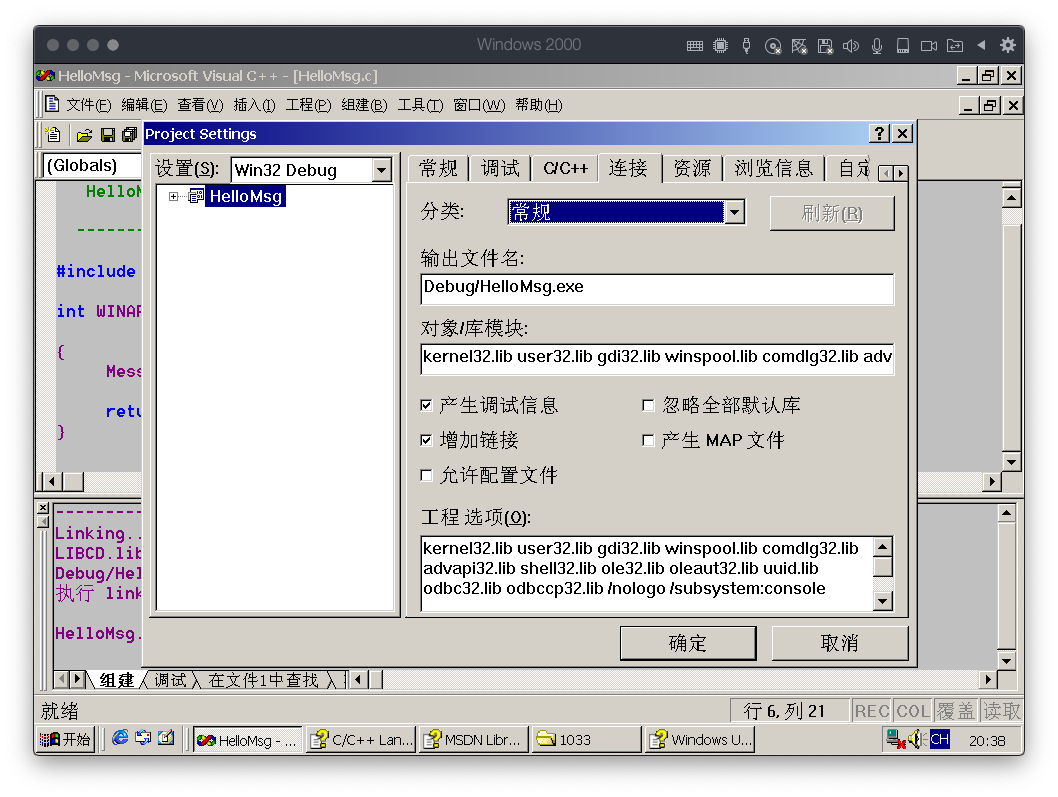 Windows 2000
HelloMsg - Microsoft Visual C++ - [HelloMsg.c]
文件(F) 编辑(E) 查看(V) 插入(I) 工程(P) 组建(B) 工具(T) 窗口(W) 帮助(H)
Project Settings
(Globals)
设置(S): Win32 Debug
常规 调试 C/C++ 连接 资源 浏览信息 自定
HelloM
HelloMsg
分类: 常规 刷新(R)
---------
#include
输出文件名:
Debug/HelloMsg.exe
int WINAP
对象/库模块:
{
kernel32.lib user32.lib gdi32.lib winspool.lib comdlg32.lib adv
Mess
产生调试信息 忽略全部默认库
retu
}
增加链接 产生 MAP 文件
允许配置文件
工程 选项(O):
kernel32.lib user32.lib gdi32.lib winspool.lib comdlg32.lib
advapi32.lib shell32.lib ole32.lib oleaut32.lib uuid.lib
odbc32.lib odbccp32.lib /nologo /subsystem:console
---------
Linking..
LIBCD.lib
Debug/Hel
执行 link
HelloMsg.
确定 取消
组建 调试 在文件1中查找
就绪 行 6, 列 21 REC COL 覆盖 读取
开始 HelloMsg - ... C/C++ Lan... MSDN Libr... 1033 Windows U... CH 20:38